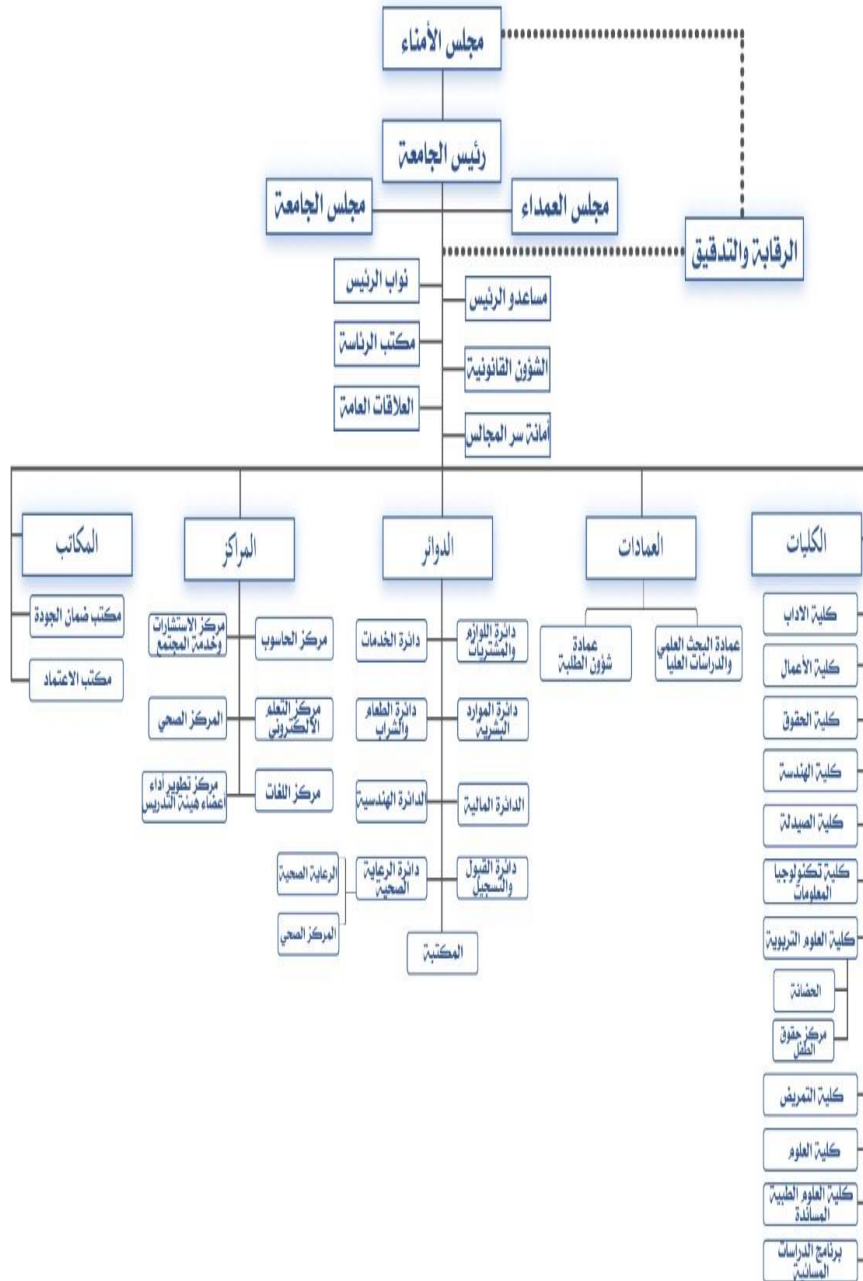 مجلس الأمناء
رئيس الجامعة
مجلس العمداء
مجلس الجامعة
الرقابة والتدقيق
نواب الرئيس
مساعدو الرئيس
مكتب الرئاسة
الشؤون القانونية
العلاقات العامة
أمانة سر المجالس
الكليات
كلية الاداب
كلية الأعمال
كلية الحقوق
كلية الهندسة
كلية الصيدلة
كلية تكنولوجيا
المعلومات
كلية العلوم التربوية
الحضانة
مركز حقوق
الطفل
كلية التمريض
كلية العلوم
كلية العلوم الطبية
المساندة
برنامج الدراسات
المسائية
العمادات
عمادة البحث العلمي
والدراسات العليا
عمادة
شؤون الطلبة
الدوائر
دائرة اللوازم
والمشتريات
دائرة الخدمات
دائرة الموارد
البشرية
دائرة الطعام
والشراب
الدائرة المالية
الدائرة الهندسية
دائرة القبول
والتسجيل
دائرة الرعاية
الصحية
الرعاية الصحية
المركز الصحي
المكتبة
المراكز
مركز الحاسوب
مركز الاستشارات
وخدمة المجتمع
مركز التعلم
الالكتروني
المركز الصحي
مركز اللغات
مركز تطوير أداء
أعضاء هيئة التدريس
المكاتب
مكتب ضمان الجودة
مكتب الاعتماد